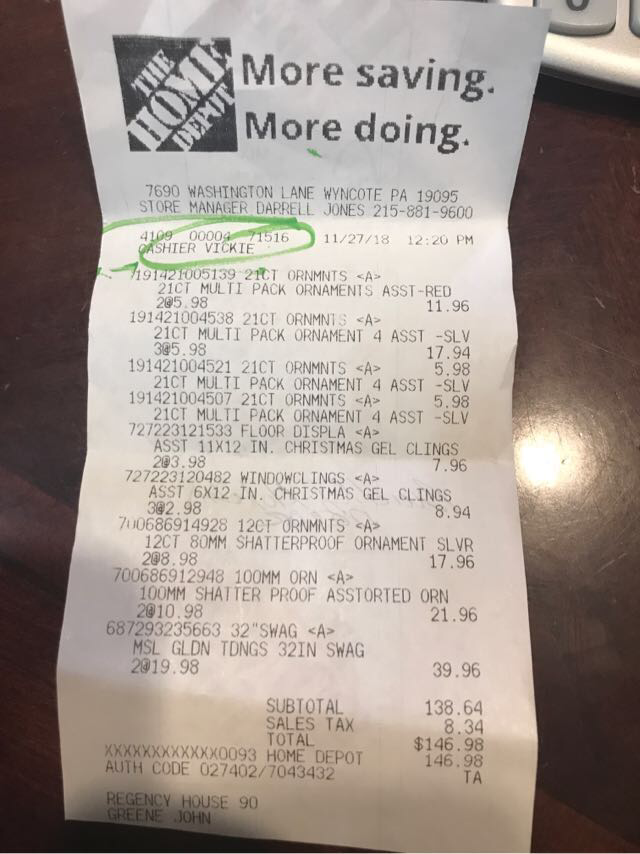 THE
HOME
DEPOT
More saving.
More doing.
7690 WASHINGTON LANE WYNCOTE PA 19095
STORE MANAGER DARRELL JONES 215-881-9600
4109 00004 71516 11/27/18 12:20 PM
CASHIER VICKIE
191421005139 21CT ORNMNTS <A>
21CT MULTI PACK ORNAMENTS ASST-RED
2@5.98 11.96
191421004538 21CT ORNMNTS <A>
21CT MULTI PACK ORNAMENT 4 ASST -SLV
3@5.98 17.94
191421004521 21CT ORNMNTS <A> 5.98
21CT MULTI PACK ORNAMENT 4 ASST -SLV
191421004507 21CT ORNMNTS <A> 5.98
21CT MULTI PACK ORNAMENT 4 ASST -SLV
727223121533 FLOOR DISPLA <A>
ASST 11X12 IN. CHRISTMAS GEL CLINGS
2@3.98 7.96
727223120482 WINDOWCLINGS <A>
ASST 6X12 IN. CHRISTMAS GEL CLINGS
3@2.98 8.94
700686914928 12CT ORNMNTS <A>
12CT 80MM SHATTERPROOF ORNAMENT SLVR
2@8.98 17.96
700686912948 100MM ORN <A>
100MM SHATTER PROOF ASSTORTED ORN
2@10.98 21.96
687293235663 32"SWAG <A>
MSL GLDN TDNGS 32IN SWAG
2@19.98 39.96
SUBTOTAL 138.64
SALES TAX 8.34
TOTAL $146.98
XXXXXXXXXXXX0093 HOME DEPOT 146.98
AUTH CODE 027402/7043432 TA
REGENCY HOUSE 90
GREENE JOHN